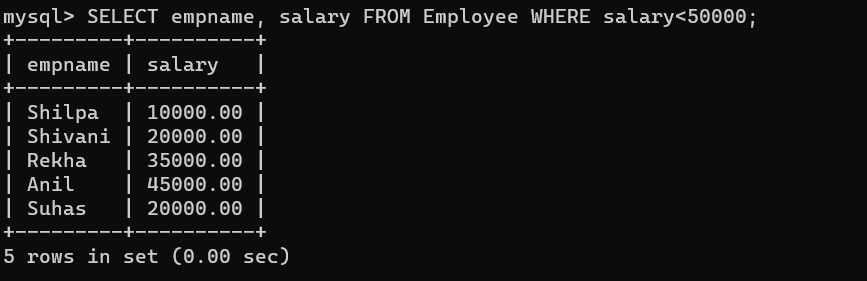 mysql> SELECT empname, salary FROM Employee WHERE salary<50000;
+---------+----------+
| empname | salary   |
+---------+----------+
| Shilpa  | 10000.00 |
| Shivani | 20000.00 |
| Rekha   | 35000.00 |
| Anil    | 45000.00 |
| Suhas   | 20000.00 |
+---------+----------+
5 rows in set (0.00 sec)